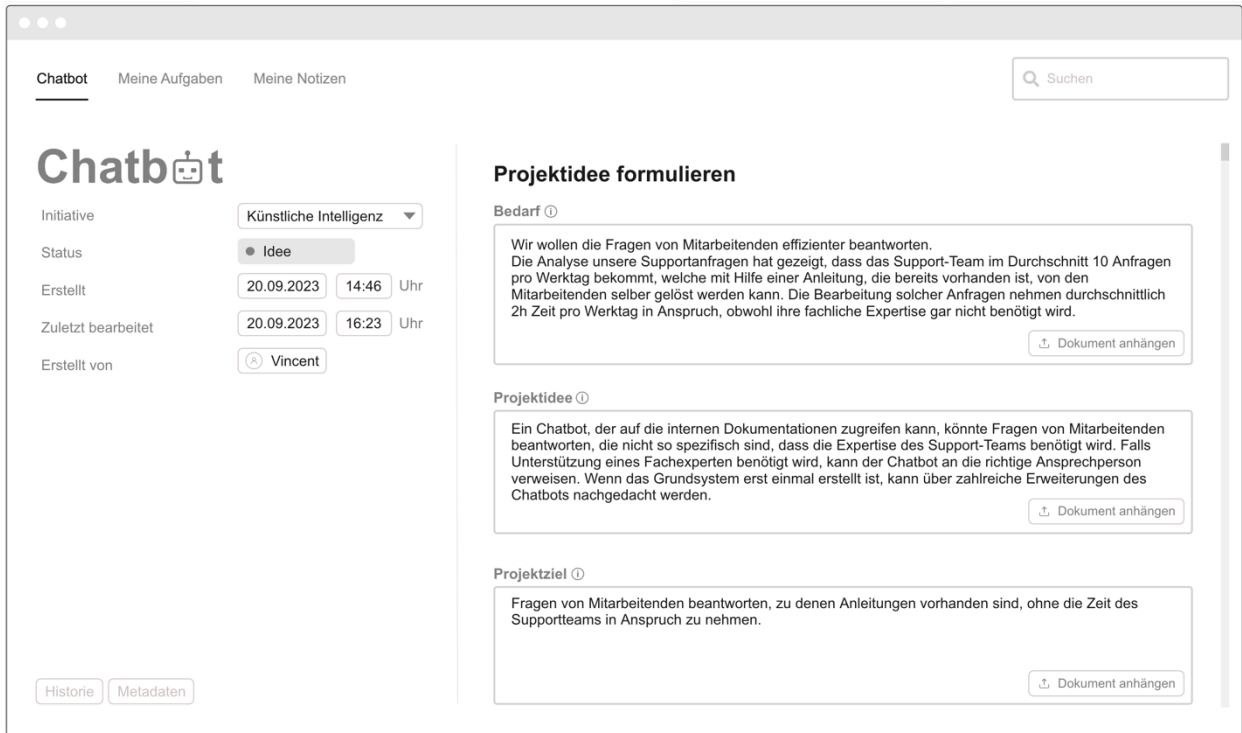 Chatbot Meine Aufgaben Meine Notizen
Suchen
Chatbot
Initiative Künstliche Intelligenz
Status Idee
Erstellt 20.09.2023 14:46 Uhr
Zuletzt bearbeitet 20.09.2023 16:23 Uhr
Erstellt von Vincent
Historie Metadaten
Projektidee formulieren
Bedarf
Wir wollen die Fragen von Mitarbeitenden effizienter beantworten.
Die Analyse unsere Supportanfragen hat gezeigt, dass das Support-Team im Durchschnitt 10 Anfragen
pro Werktag bekommt, welche mit Hilfe einer Anleitung, die bereits vorhanden ist, von den
Mitarbeitenden selber gelöst werden kann. Die Bearbeitung solcher Anfragen nehmen durchschnittlich
2h Zeit pro Werktag in Anspruch, obwohl ihre fachliche Expertise gar nicht benötigt wird.
Dokument anhängen
Projektidee
Ein Chatbot, der auf die internen Dokumentationen zugreifen kann, könnte Fragen von Mitarbeitenden
beantworten, die nicht so spezifisch sind, dass die Expertise des Support-Teams benötigt wird. Falls
Unterstützung eines Fachexperten benötigt wird, kann der Chatbot an die richtige Ansprechperson
verweisen. Wenn das Grundsystem erst einmal erstellt ist, kann über zahlreiche Erweiterungen des
Chatbots nachgedacht werden.
Dokument anhängen
Projektziel
Fragen von Mitarbeitenden beantworten, zu denen Anleitungen vorhanden sind, ohne die Zeit des
Supportteams in Anspruch zu nehmen.
Dokument anhängen